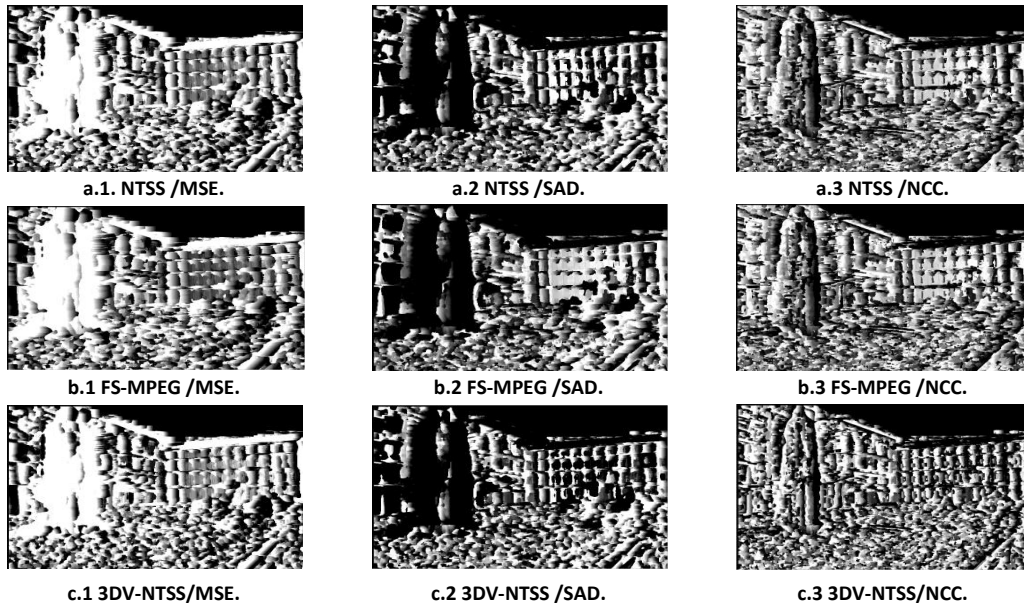 a.1. NTSS /MSE.
a.2 NTSS /SAD.
a.3 NTSS /NCC.
b.1 FS-MPEG /MSE.
b.2 FS-MPEG /SAD.
b.3 FS-MPEG /NCC.
c.1 3DV-NTSS/MSE.
c.2 3DV-NTSS /SAD.
c.3 3DV-NTSS/NCC.